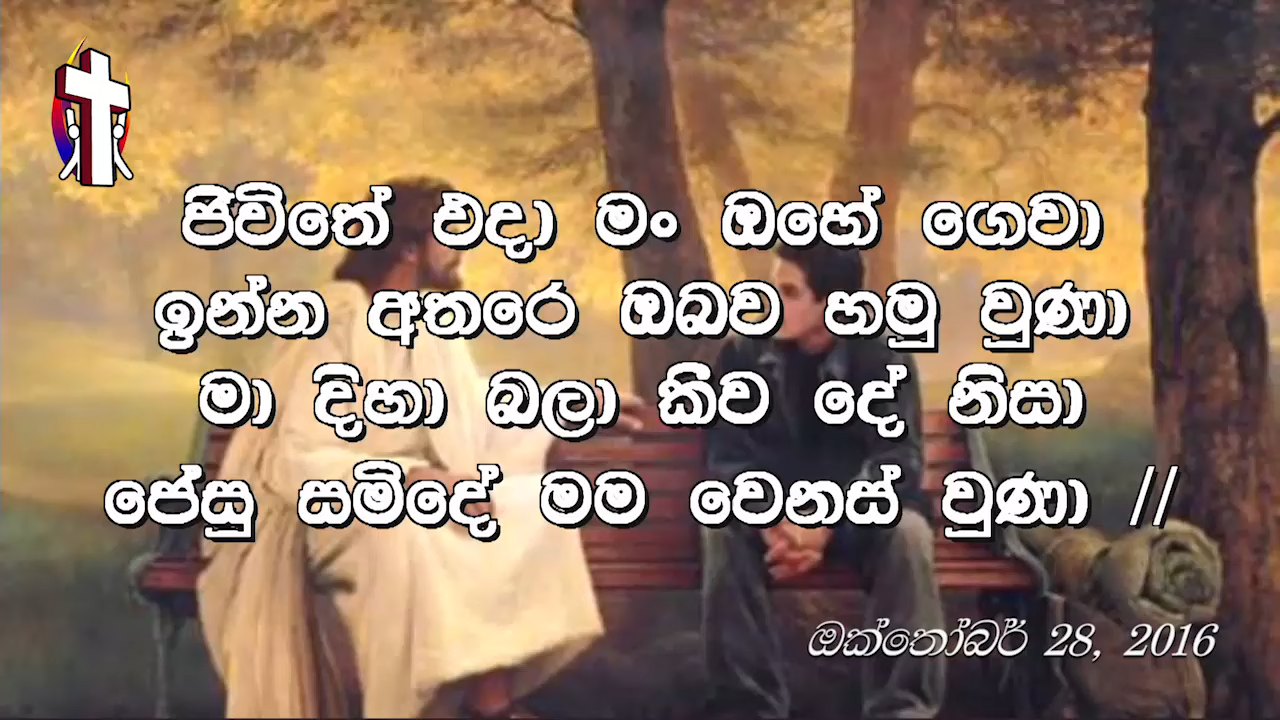 ජීවිතේ එදා මං ඔහේ ගෙවා
ඉන්න අතරෙ ඔබව හමු වුණා
මා දිහා බලා කීව දේ නිසා
ජේසු සමිදේ මම වෙනස් වුණා //
ඔක්තෝබර් 28, 2016